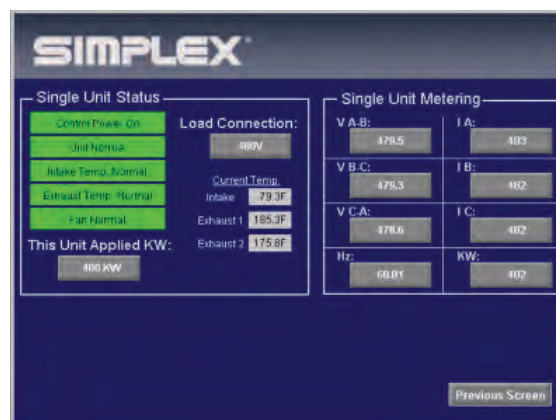 SIMPLEX
Single Unit Status
Control Power On
Unit Normal
Intake Temp. Normal
Exhaust Temp. Normal
Fan Normal
This Unit Applied KW:
400 KW
Load Connection:
480V
Current Temp.
Intake 79.3F
Exhaust 1 185.3F
Exhaust 2 175.8F
Single Unit Metering
V A-B: I A:
479.5 483
V B-C: I B:
479.3 482
V C-A: I C:
478.6 482
Hz: KW:
60.01 402
Previous Screen